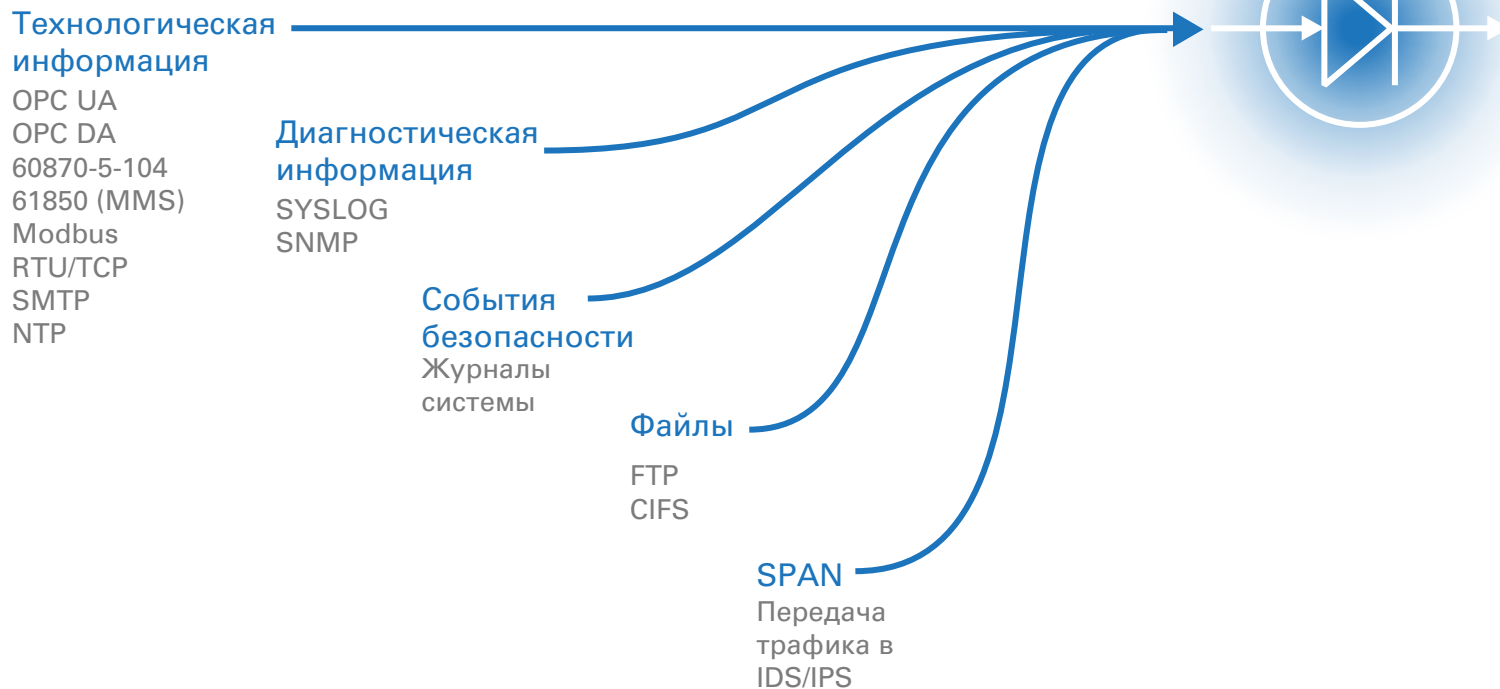 Технологическая
информация
OPC UA
OPC DA
60870-5-104
61850 (MMS)
Modbus
RTU/TCP
SMTP
NTP
Диагностическая
информация
SYSLOG
SNMP
События
безопасности
Журналы
системы
Файлы
FTP
CIFS
SPAN
Передача
трафика в
IDS/IPS